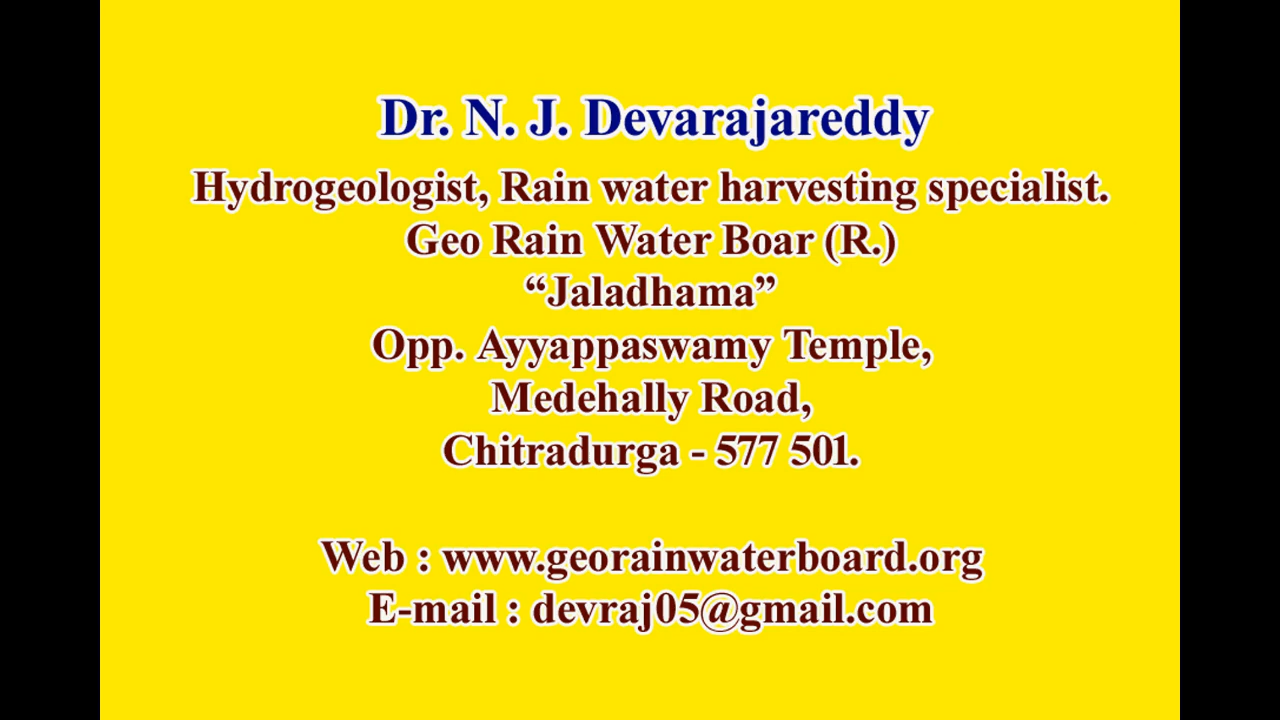 Dr. N. J. Devarajareddy
Hydrogeologist, Rain water harvesting specialist.
Geo Rain Water Boar (R.)
“Jaladhama”
Opp. Ayyappaswamy Temple,
Medehally Road,
Chitradurga - 577 501.
Web : www.georainwaterboard.org
E-mail : devraj05@gmail.com